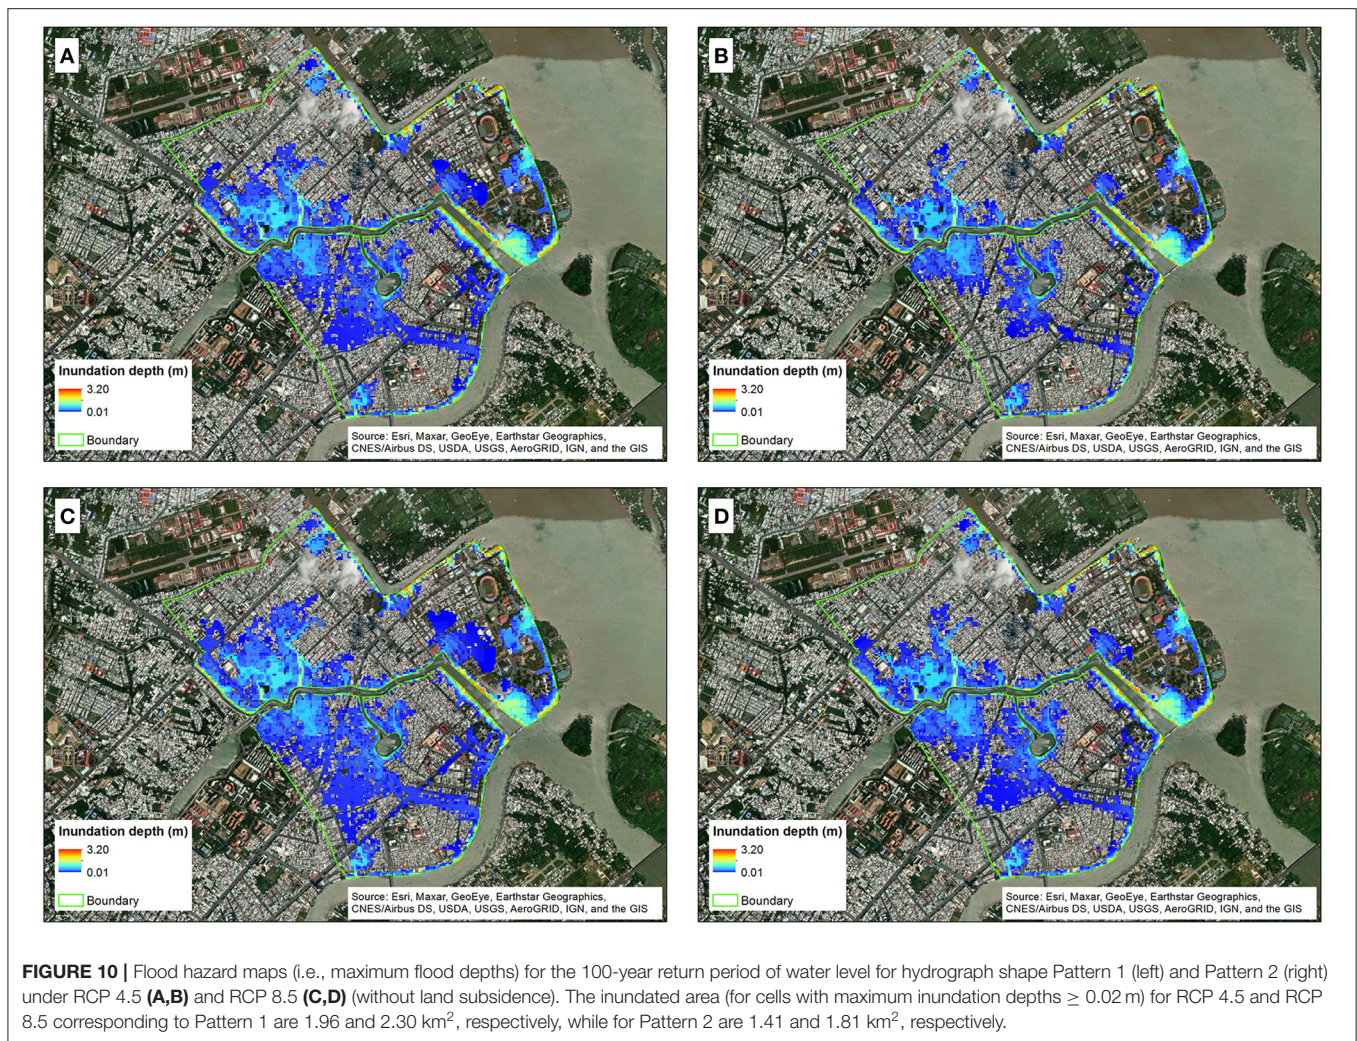 A
Inundation depth (m)
3.20
0.01
Boundary
Source: Esri, Maxar, GeoEye, Earthstar Geographics,
CNES/Airbus DS, USDA, USGS, AeroGRID, IGN, and the GIS
B
Inundation depth (m)
3.20
0.01
Boundary
Source: Esri, Maxar, GeoEye, Earthstar Geographics,
CNES/Airbus DS, USDA, USGS, AeroGRID, IGN, and the GIS
C
Inundation depth (m)
3.20
0.01
Boundary
Source: Esri, Maxar, GeoEye, Earthstar Geographics,
CNES/Airbus DS, USDA, USGS, AeroGRID, IGN, and the GIS
D
Inundation depth (m)
3.20
0.01
Boundary
Source: Esri, Maxar, GeoEye, Earthstar Geographics,
CNES/Airbus DS, USDA, USGS, AeroGRID, IGN, and the GIS
FIGURE 10 | Flood hazard maps (i.e., maximum flood depths) for the 100-year return period of water level for hydrograph shape Pattern 1 (left) and Pattern 2 (right)
under RCP 4.5 (A,B) and RCP 8.5 (C,D) (without land subsidence). The inundated area (for cells with maximum inundation depths ≥ 0.02 m) for RCP 4.5 and RCP
8.5 corresponding to Pattern 1 are 1.96 and 2.30 km², respectively, while for Pattern 2 are 1.41 and 1.81 km², respectively.